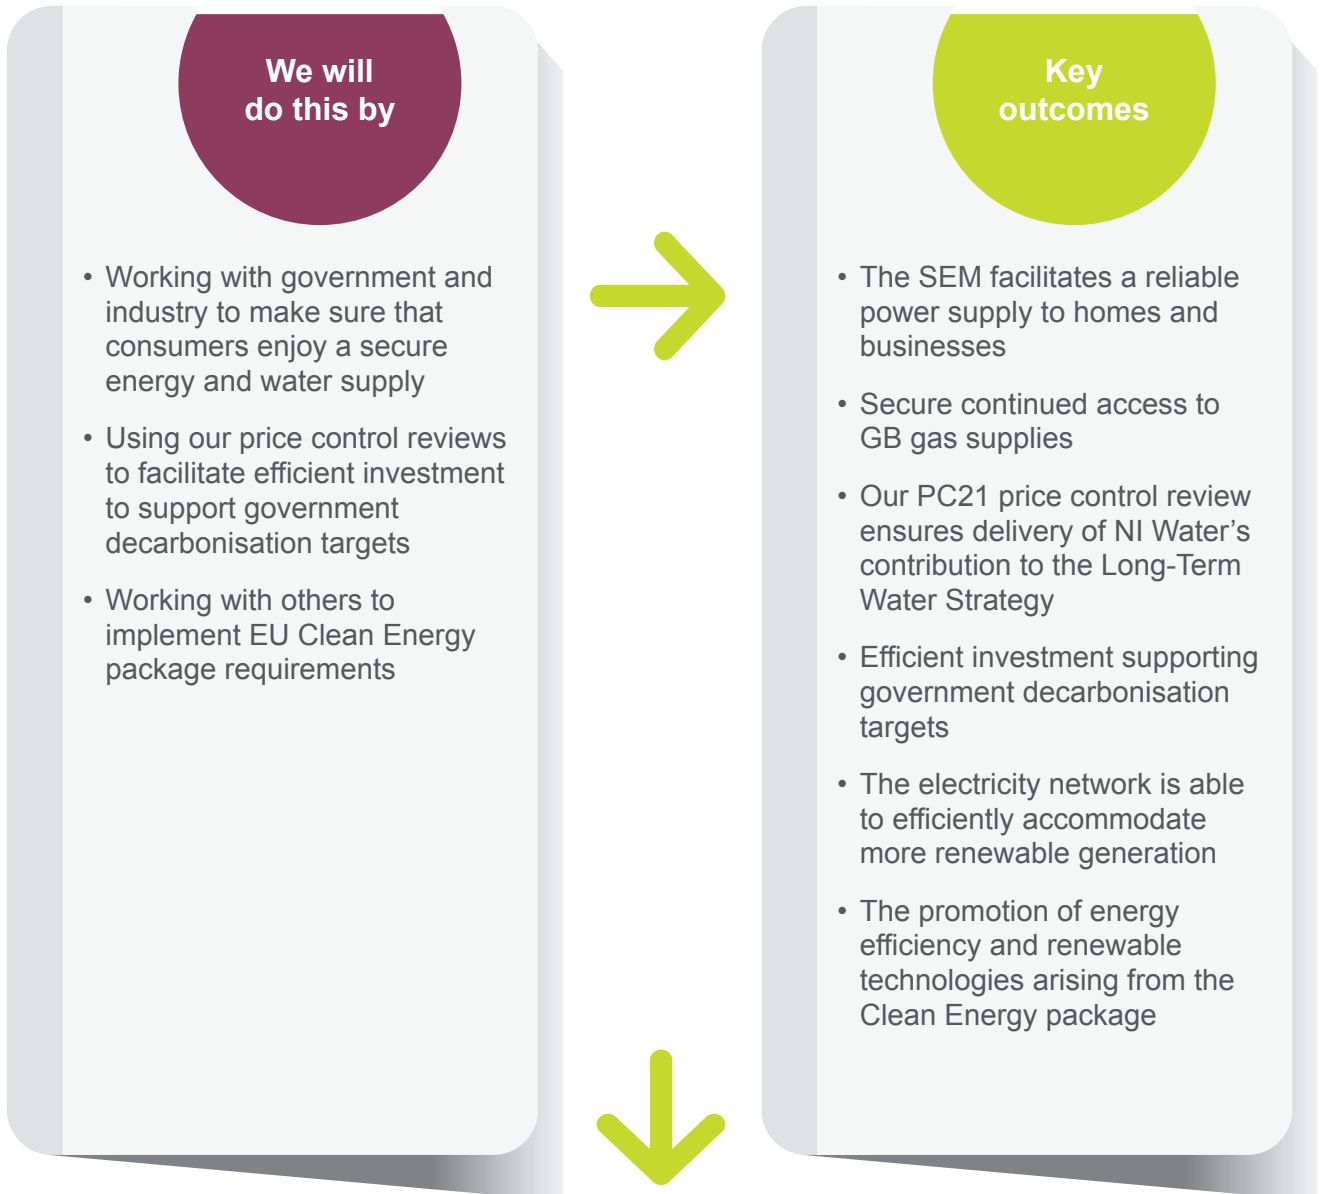 We will
do this by
• Working with government and
industry to make sure that
consumers enjoy a secure
energy and water supply
• Using our price control reviews
to facilitate efficient investment
to support government
decarbonisation targets
• Working with others to
implement EU Clean Energy
package requirements
Key
outcomes
• The SEM facilitates a reliable
power supply to homes and
businesses
• Secure continued access to
GB gas supplies
• Our PC21 price control review
ensures delivery of NI Water’s
contribution to the Long-Term
Water Strategy
• Efficient investment supporting
government decarbonisation
targets
• The electricity network is able
to efficiently accommodate
more renewable generation
• The promotion of energy
efficiency and renewable
technologies arising from the
Clean Energy package